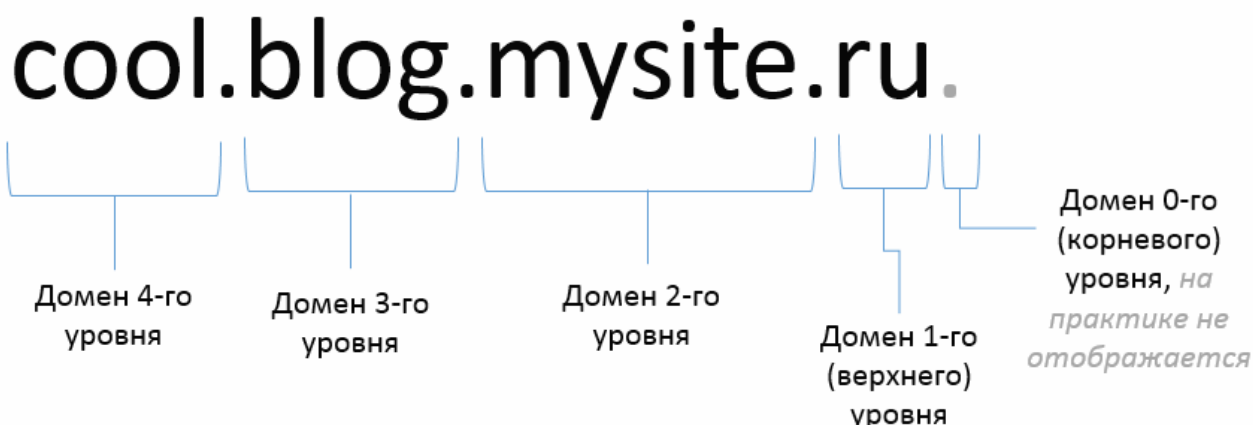 cool.blog.mysite.ru.
Домен 4-го
уровня
Домен 3-го
уровня
Домен 2-го
уровня
Домен 1-го
(верхнего)
уровня
Домен 0-го
(корневого)
уровня, на
практике не
отображается